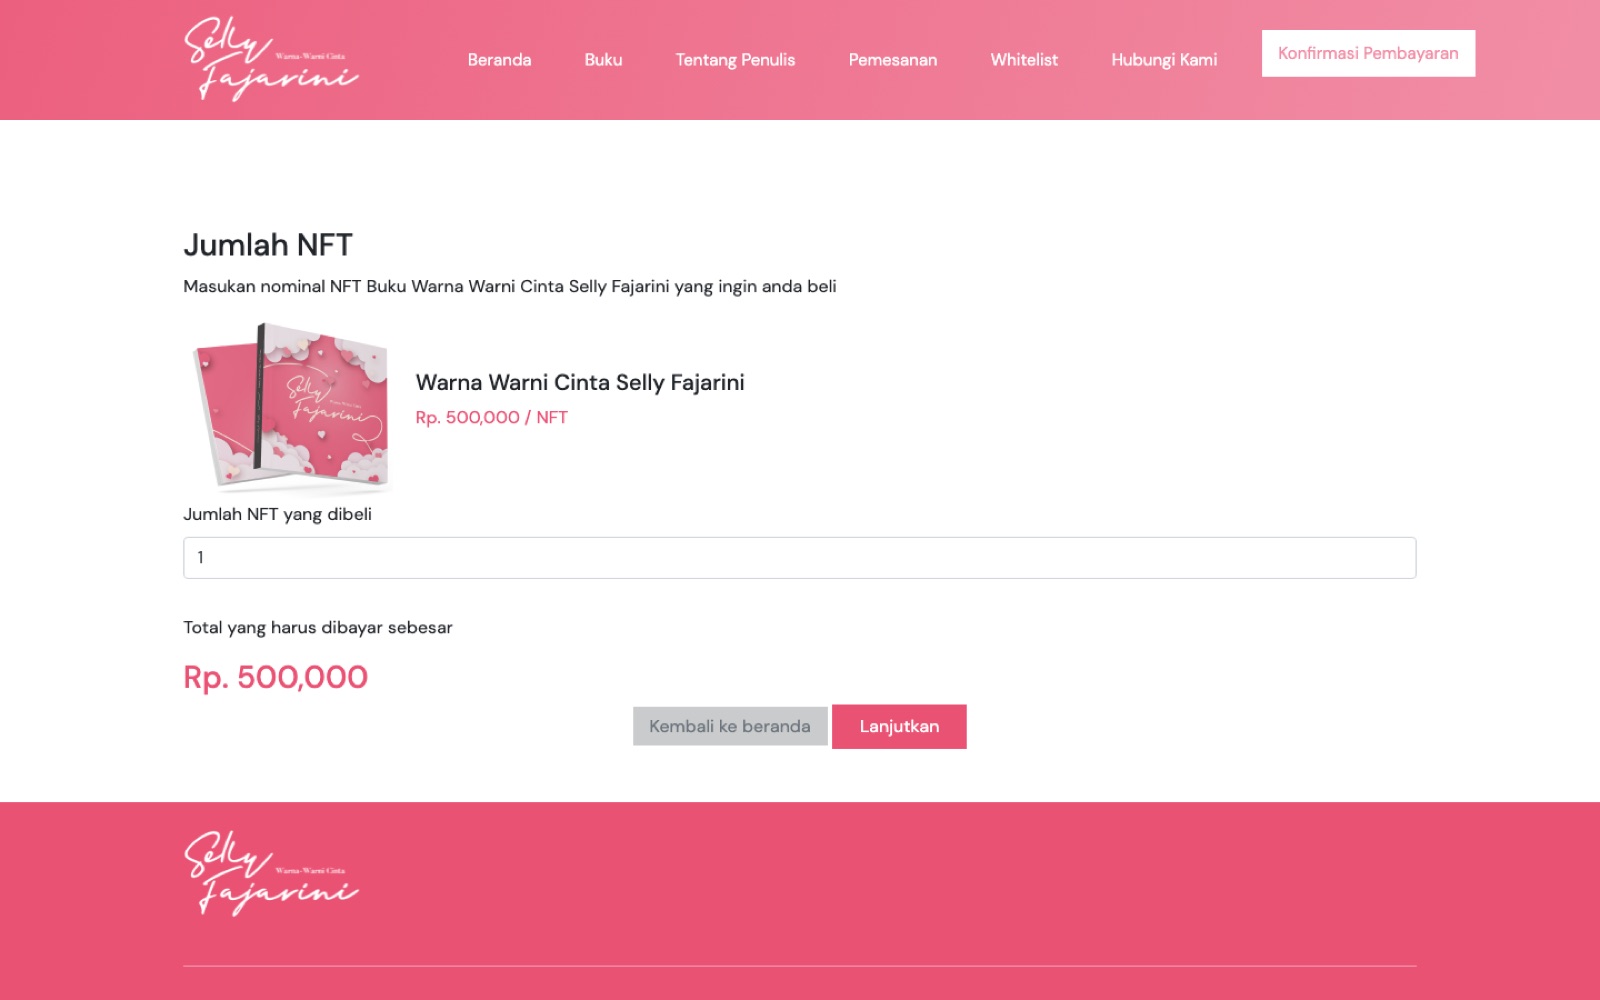 Selly
Warna-Warni Cinta
Fajarini
Beranda
Buku
Tentang Penulis
Pemesanan
Whitelist
Hubungi Kami
Konfirmasi Pembayaran
Jumlah NFT
Masukan nominal NFT Buku Warna Warni Cinta Selly Fajarini yang ingin anda beli
Selly
Fajarini
Warna Warni Cinta Selly Fajarini
Rp. 500,000 / NFT
Jumlah NFT yang dibeli
1
Total yang harus dibayar sebesar
Rp. 500,000
Kembali ke beranda
Lanjutkan
Selly
Warna-Warni Cinta
Fajarini